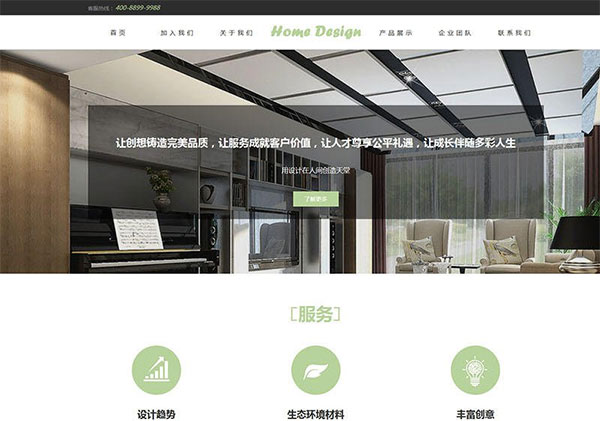 客服热线： 400-8899-9988
首页 加入我们 关于我们 Home Design 产品展示 企业团队 联系我们
让创想铸造完美品质，让服务成就客户价值，让人才尊享公平礼遇，让成长伴随多彩人生
用设计在人间创造天堂
了解更多
[服务]
设计趋势 生态环境材料 丰富创意